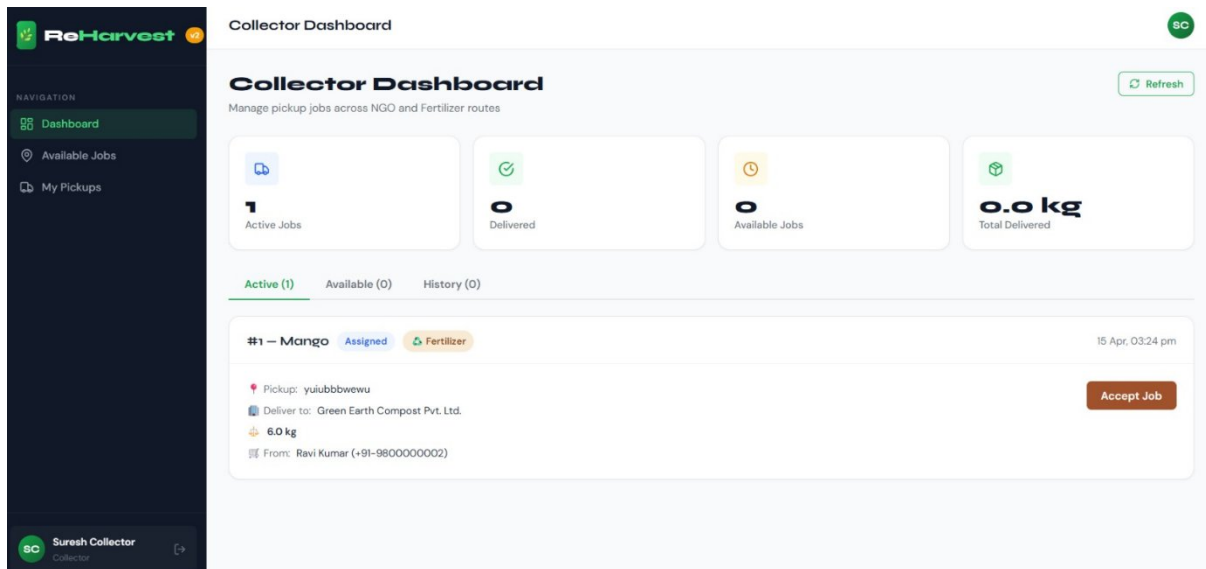 ReHarvest v2
Collector Dashboard
SC
NAVIGATION
Dashboard
Available Jobs
My Pickups
Collector Dashboard
Refresh
Manage pickup jobs across NGO and Fertilizer routes
1
Active Jobs
0
Delivered
0
Available Jobs
0.0 kg
Total Delivered
Active (1)
Available (0)
History (0)
#1 — Mango Assigned Fertilizer
15 Apr, 03:24 pm
Pickup: yuiubbbwewu
Deliver to: Green Earth Compost Pvt. Ltd.
6.0 kg
From: Ravi Kumar (+91-9800000002)
Accept Job
SC
Suresh Collector
Collector